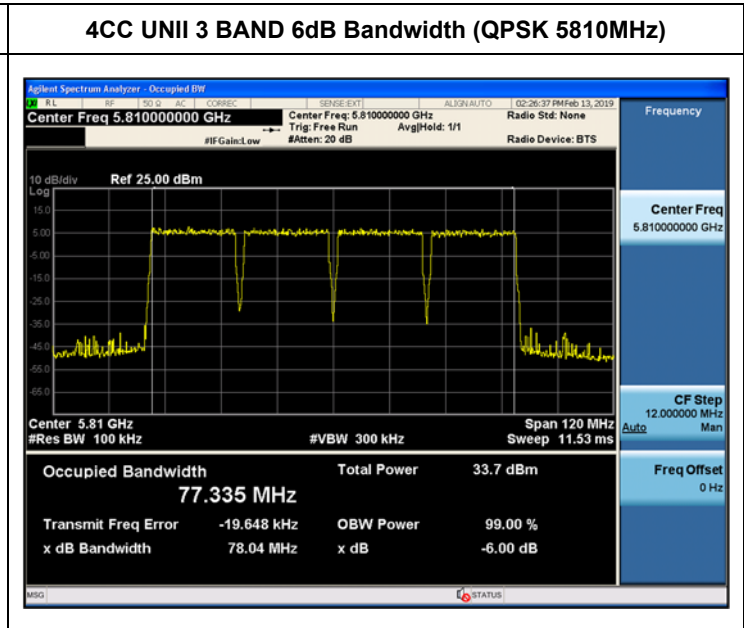 4CC UNII 3 BAND 6dB Bandwidth (QPSK 5810MHz)
Agilent Spectrum Analyzer - Occupied BW
RL RF 50 Ω AC CORREC SENSE:EXT ALIGN AUTO 02:26:37 PM Feb 13, 2019
Center Freq 5.810000000 GHz
Center Freq: 5.810000000 GHz
Radio Std: None
Trig: Free Run Avg|Hold: 1/1
#IFGain:Low #Atten: 20 dB Radio Device: BTS
Frequency
10 dB/div Ref 25.00 dBm
Log
15.0
5.00
-5.00
-15.0
-25.0
-35.0
-45.0
-55.0
-65.0
Center Freq
5.810000000 GHz
CF Step
12.000000 MHz
Auto Man
Freq Offset
0 Hz
Center 5.81 GHz Span 120 MHz
#Res BW 100 kHz #VBW 300 kHz Sweep 11.53 ms
Occupied Bandwidth Total Power 33.7 dBm
77.335 MHz
Transmit Freq Error -19.648 kHz OBW Power 99.00 %
x dB Bandwidth 78.04 MHz x dB -6.00 dB
MSG STATUS